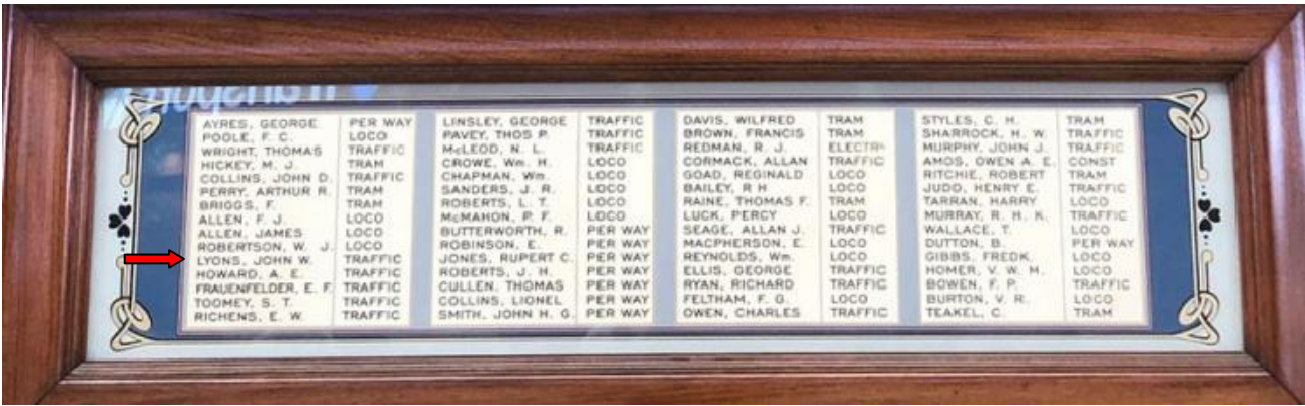 AYRES, GEORGE PER WAY
POOLE, F. C. LOCO
WRIGHT, THOMAS TRAFFIC
HICKEY, M. J. TRAM
COLLINS, JOHN D. TRAFFIC
PERRY, ARTHUR R. TRAM
BRIGGS, F. TRAM
ALLEN, F. J. LOCO
ALLEN, JAMES LOCO
ROBERTSON, W. J. LOCO
LYONS, JOHN W. TRAFFIC
HOWARD, A. E. TRAFFIC
FRAUENFELDER, E. F. TRAFFIC
TOOMEY, S. T. TRAFFIC
RICHENS, E. W. TRAFFIC
LINSLEY, GEORGE TRAFFIC
PAVEY, THOS P. TRAFFIC
McLEOD, N. L. TRAFFIC
CROWE, Wm. H. LOCO
CHAPMAN, Wm. LOCO
SANDERS, J. R. LOCO
ROBERTS, L. T. LOCO
McMAHON, P. F. LOCO
BUTTERWORTH, R. PER WAY
ROBINSON, E. PER WAY
JONES, RUPERT C. PER WAY
ROBERTS, J. H. PER WAY
CULLEN, THOMAS PER WAY
COLLINS, LIONEL PER WAY
SMITH, JOHN H. G. PER WAY
DAVIS, WILFRED TRAM
BROWN, FRANCIS TRAM
REDMAN, R. J. ELECTRL
CORMACK, ALLAN TRAFFIC
GOAD, REGINALD LOCO
BAILEY, R H LOCO
RAINE, THOMAS F. TRAM
LUCK, PERCY LOCO
SEAGE, ALLAN J. TRAFFIC
MACPHERSON, E. LOCO
REYNOLDS, Wm. LOCO
ELLIS, GEORGE TRAFFIC
RYAN, RICHARD TRAFFIC
FELTHAM, F. G. LOCO
OWEN, CHARLES TRAFFIC
STYLES, C. H. TRAM
SHARROCK, H. W. TRAFFIC
MURPHY, JOHN J. TRAFFIC
AMOS, OWEN A. E. CONST
RITCHIE, ROBERT TRAM
JUDD, HENRY E. TRAFFIC
TARRAN, HARRY LOCO
MURRAY, R. H. K. TRAFFIC
WALLACE, T. LOCO
DUTTON, B. PER WAY
GIBBS, FREDK. LOCO
HOMER, V. W. M. LOCO
BOWEN, F. P. TRAFFIC
BURTON, V. R. LOCO
TEAKEL, C. TRAM